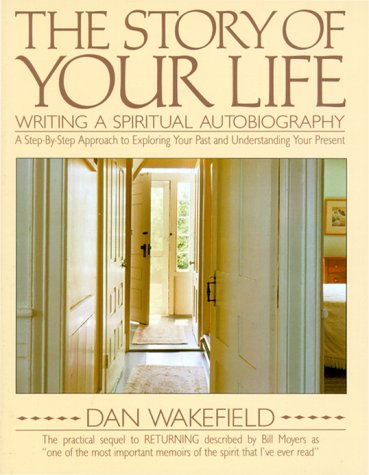 THE STORY OF
YOUR LIFE
WRITING A SPIRITUAL AUTOBIOGRAPHY
A Step-By-Step Approach to Exploring Your Past and Understanding Your Present
DAN WAKEFIELD
The practical sequel to RETURNING described by Bill Moyers as
"one of the most important memoirs of the spirit that I've ever read"